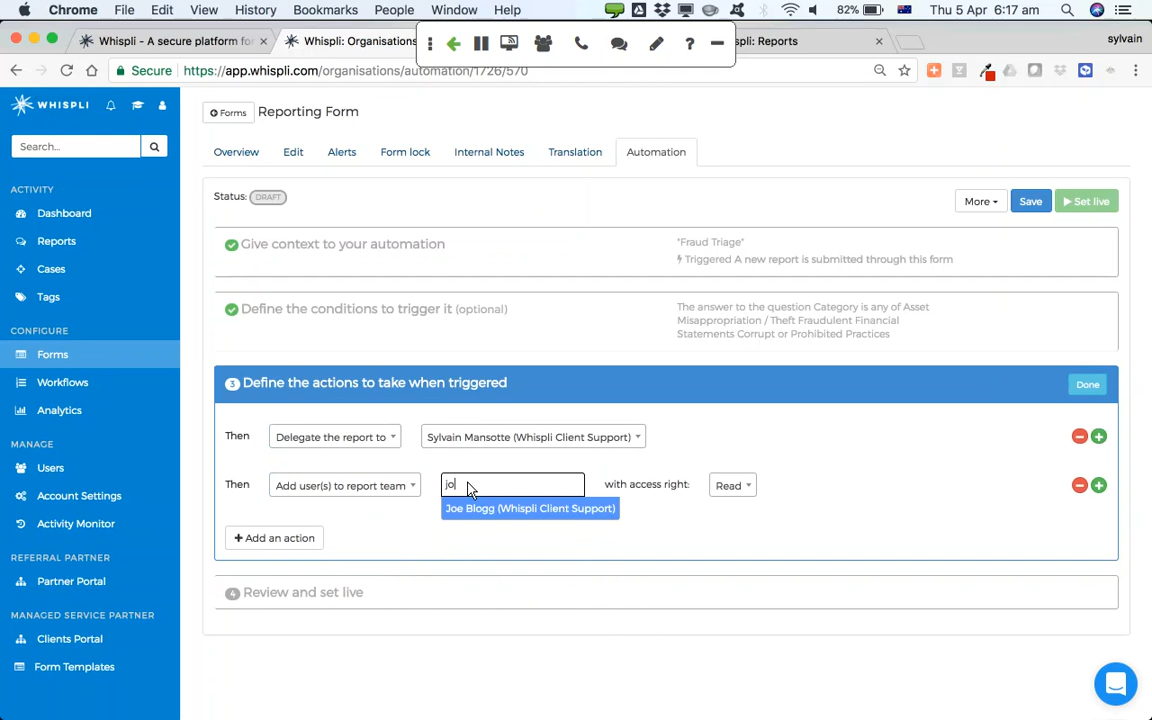 Chrome File Edit View History Bookmarks People Window Help 82% Thu 5 Apr 6:17 am
Whispli - A secure platform for × Whispli: Organisations spli: Reports × sylvain
Secure https://app.whispli.com/organisations/automation/1726/570
WHISPLI
Search...
ACTIVITY
Dashboard
Reports
Cases
Tags
CONFIGURE
Forms
Workflows
Analytics
MANAGE
Users
Account Settings
Activity Monitor
REFERRAL PARTNER
Partner Portal
MANAGED SERVICE PARTNER
Clients Portal
Form Templates
Forms Reporting Form
Overview Edit Alerts Form lock Internal Notes Translation Automation
Status: DRAFT More Save Set live
Give context to your automation
"Fraud Triage"
Triggered A new report is submitted through this form
Define the conditions to trigger it (optional)
The answer to the question Category is any of Asset
Misappropriation / Theft Fraudulent Financial
Statements Corrupt or Prohibited Practices
3 Define the actions to take when triggered Done
Then Delegate the report to Sylvain Mansotte (Whispli Client Support)
Then Add user(s) to report team jo with access right: Read
Joe Blogg (Whispli Client Support)
+ Add an action
4 Review and set live